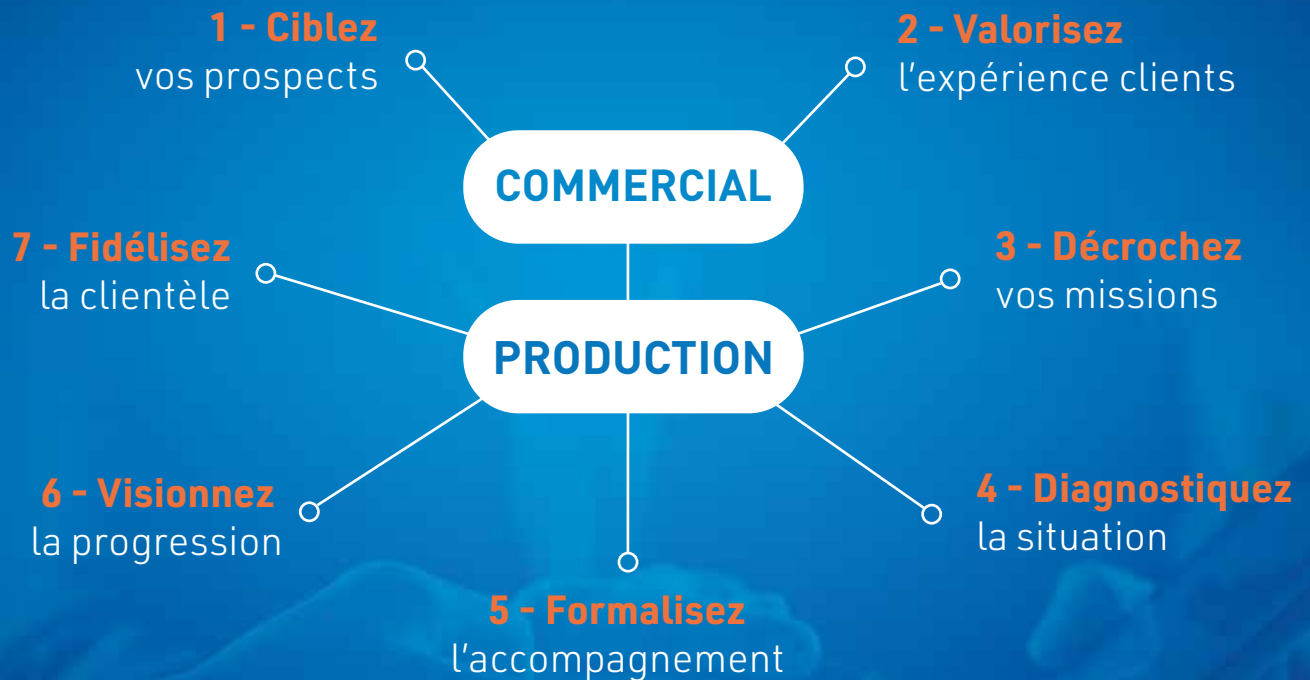 1 - Ciblez
vos prospects
2 - Valorisez
l'expérience clients
COMMERCIAL
7 - Fidélisez
la clientèle
3 - Décrochez
vos missions
PRODUCTION
6 - Visionnez
la progression
4 - Diagnostiquez
la situation
5 - Formalisez
l'accompagnement